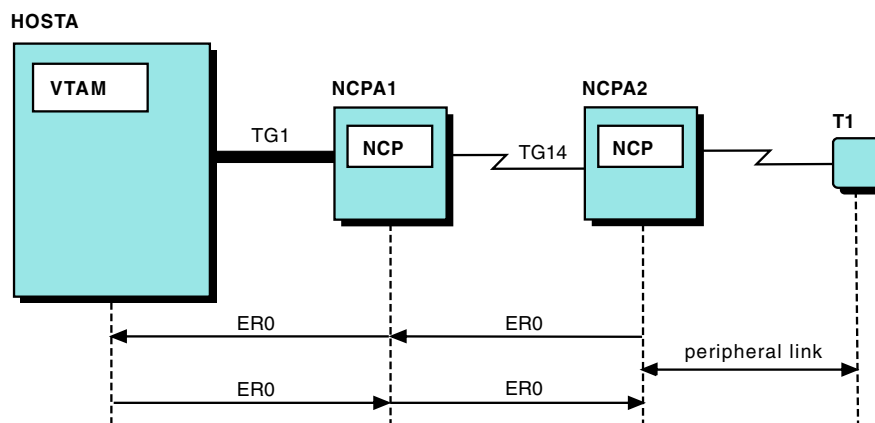 HOSTA
VTAM
NCPA1
NCPA2
T1
TG1
NCP
TG14
NCP
ER0
ER0
peripheral link
ER0
ER0